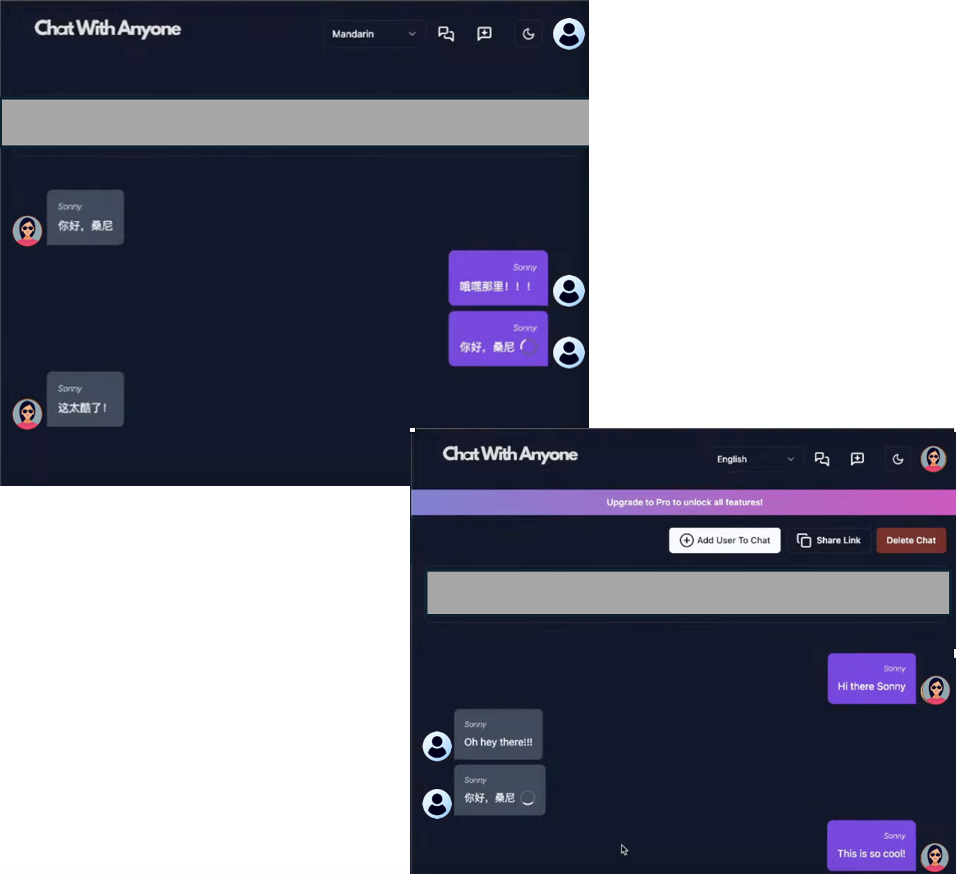 Chat With Anyone
Mandarin
Sonny
你好，桑尼
Sonny
哦嘿那里！！！
Sonny
你好，桑尼
Sonny
这太酷了！
Chat With Anyone
English
Upgrade to Pro to unlock all features!
Add User To Chat
Share Link
Delete Chat
Sonny
Hi there Sonny
Sonny
Oh hey there!!!
Sonny
你好，桑尼
Sonny
This is so cool!